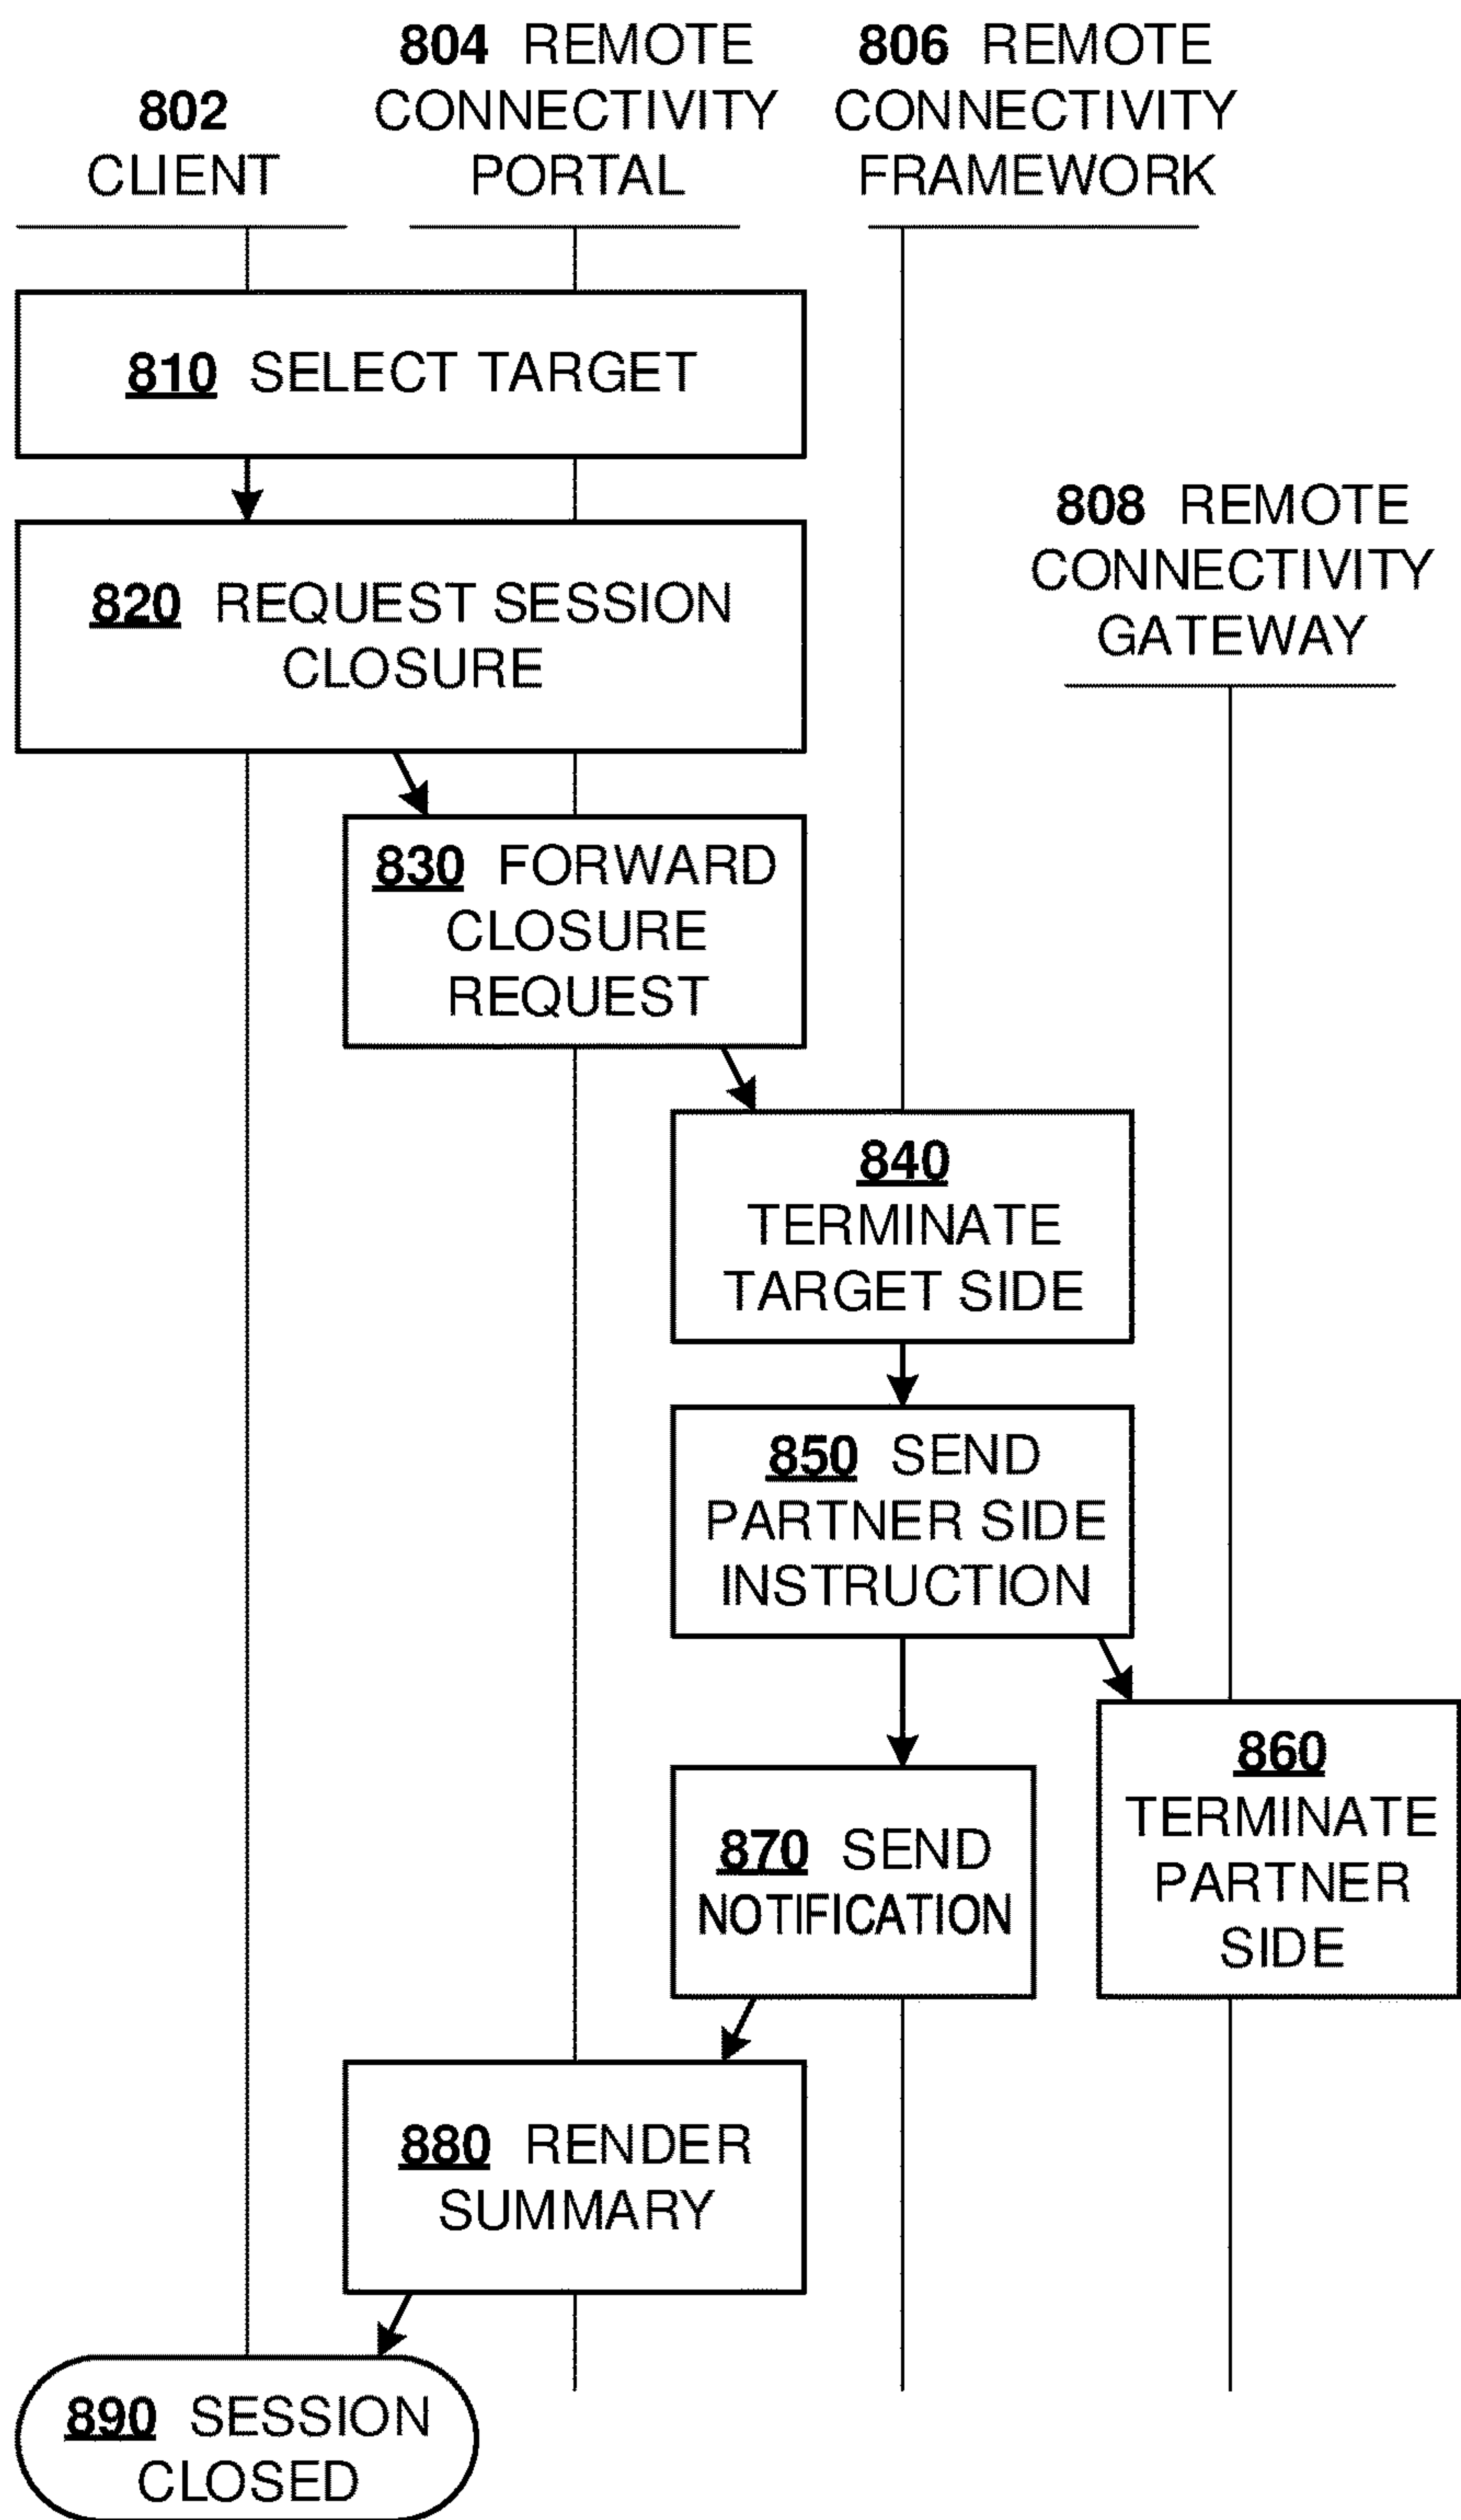 802
CLIENT
804 REMOTE
CONNECTIVITY
PORTAL
806 REMOTE
CONNECTIVITY
FRAMEWORK
810 SELECT TARGET
808 REMOTE
CONNECTIVITY
GATEWAY
820 REQUEST SESSION
CLOSURE
830 FORWARD
CLOSURE
REQUEST
840
TERMINATE
TARGET SIDE
850 SEND
PARTNER SIDE
INSTRUCTION
860
TERMINATE
PARTNER
SIDE
870 SEND
NOTIFICATION
880 RENDER
SUMMARY
890 SESSION
CLOSED